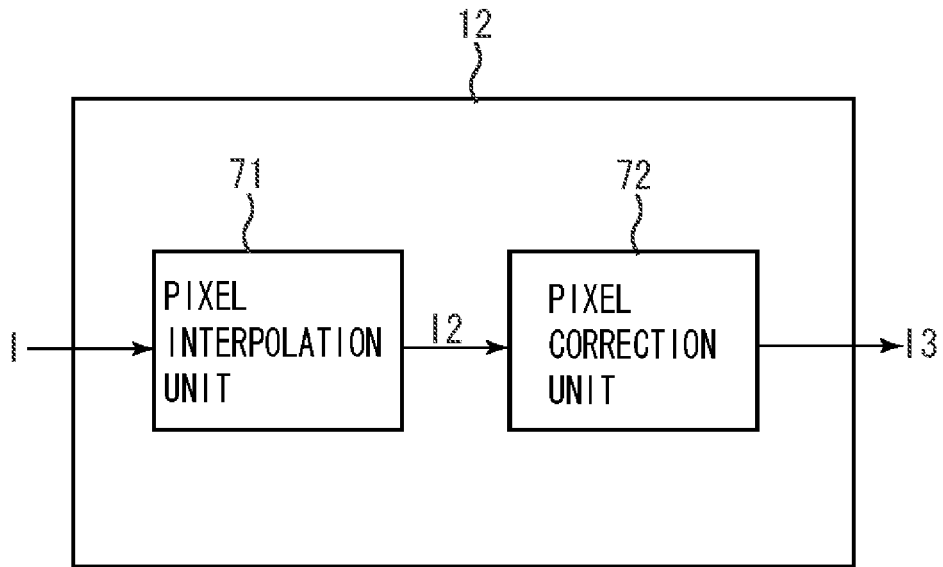 12
71
72
PIXEL
INTERPOLATION
UNIT
PIXEL
CORRECTION
UNIT
I
I2
I3